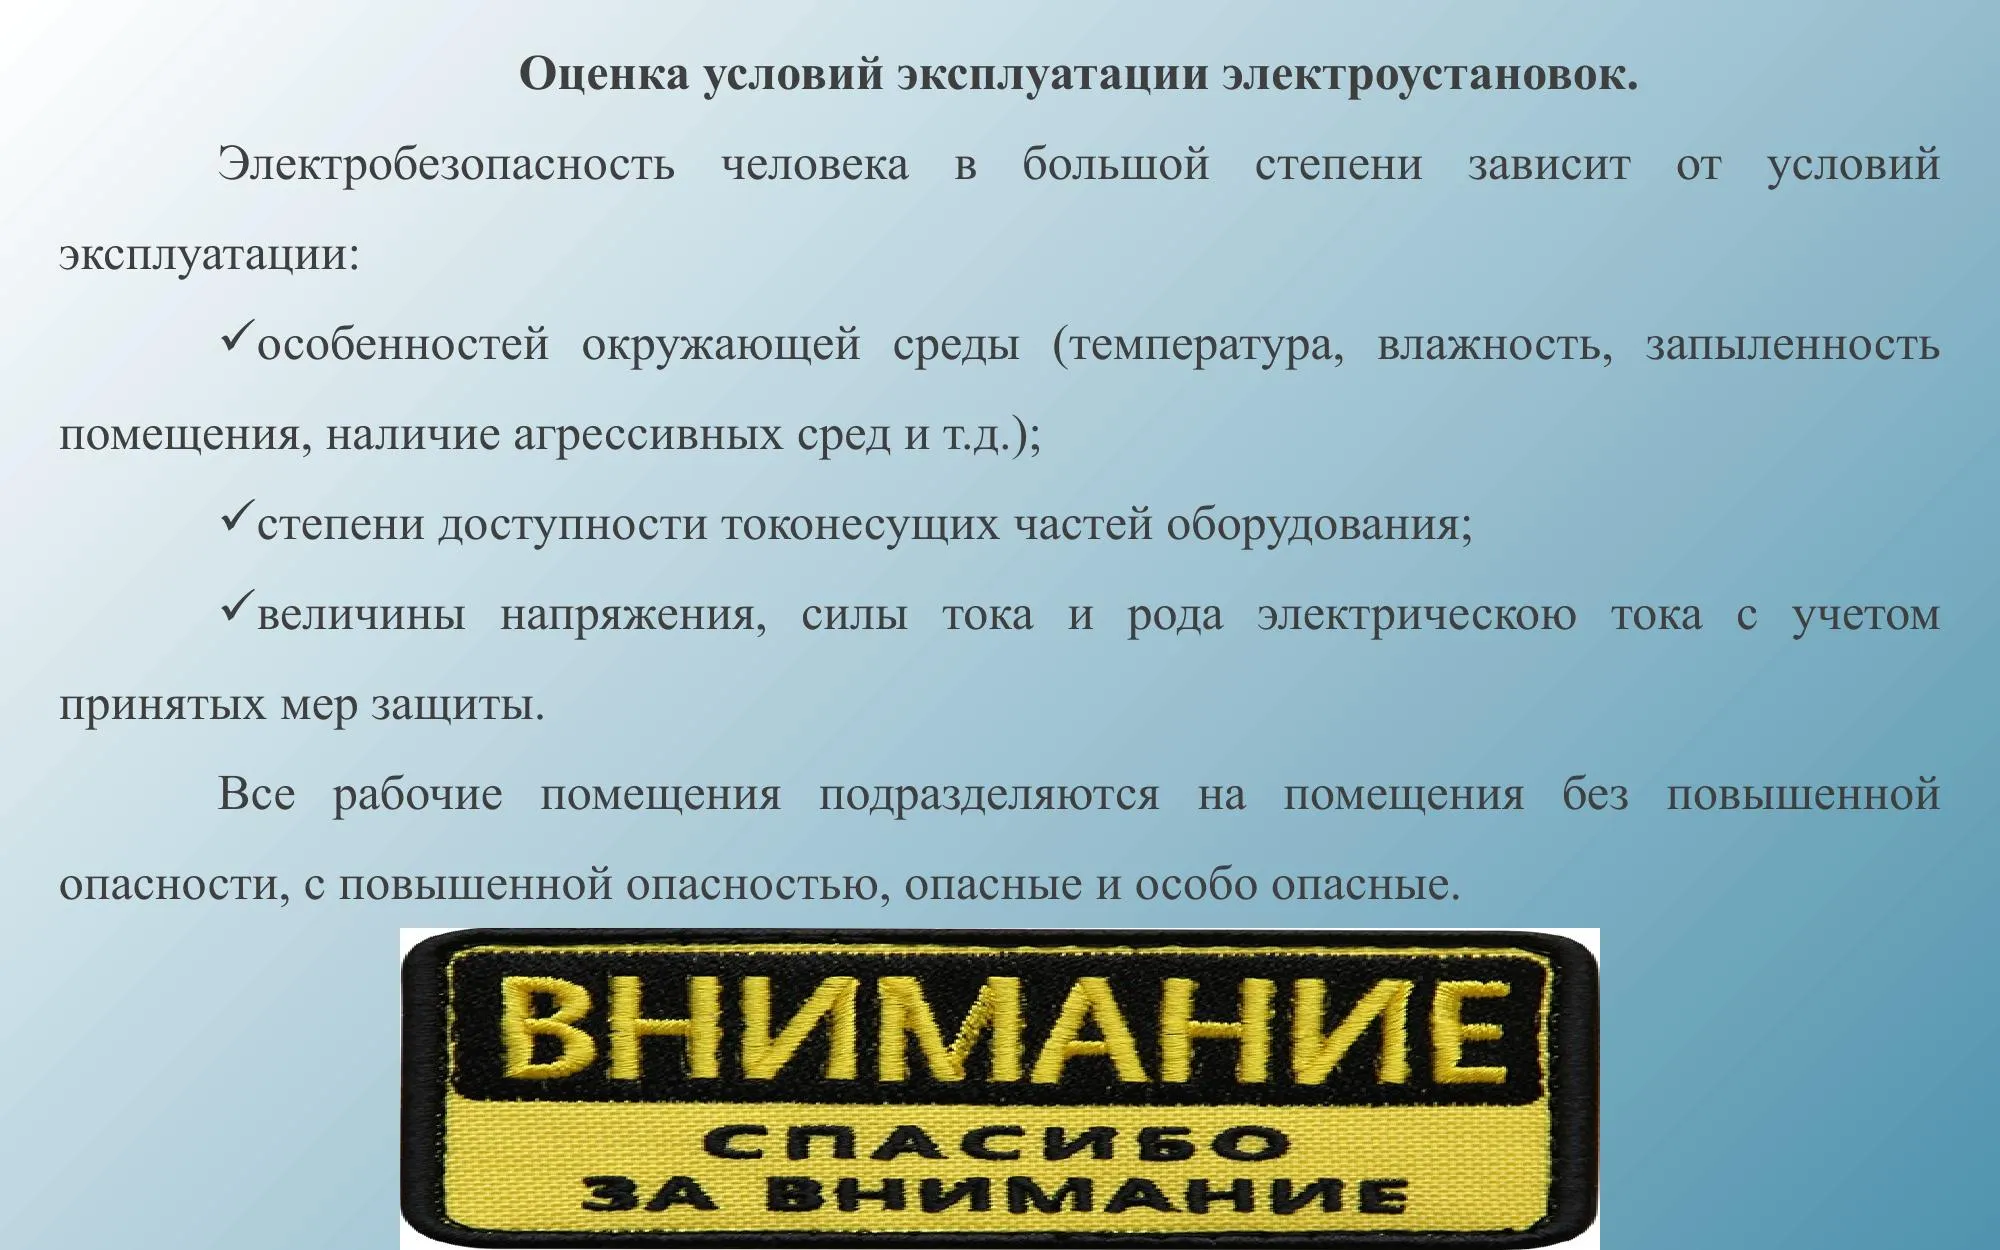 Оценка условий эксплуатации электроустановок.
Электробезопасность человека в большой степени зависит от условий
эксплуатации:
✓особенностей окружающей среды (температура, влажность, запыленность
помещения, наличие агрессивных сред и т.д.);
✓степени доступности токонесущих частей оборудования;
✓величины напряжения, силы тока и рода электрическою тока с учетом
принятых мер защиты.
Все рабочие помещения подразделяются на помещения без повышенной
опасности, с повышенной опасностью, опасные и особо опасные.
ВНИМАНИЕ
СПАСИБО
ЗА ВНИМАНИЕ